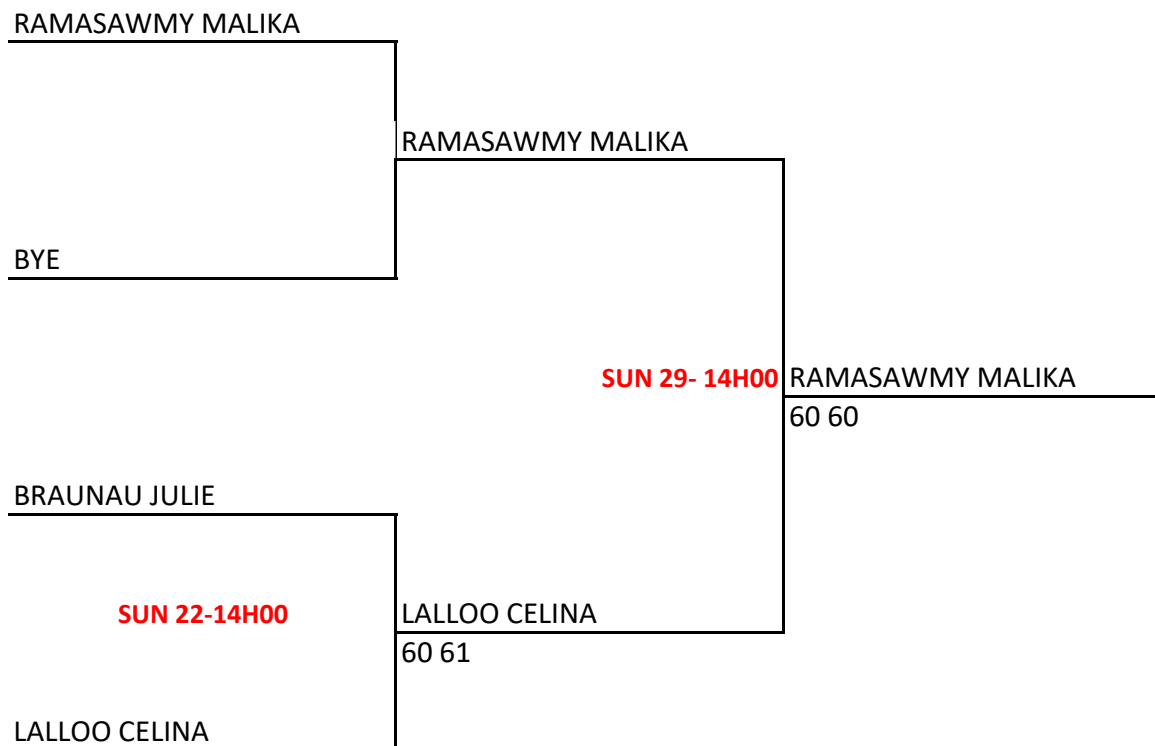 RAMASAWMY MALIKA
RAMASAWMY MALIKA
BYE
SUN 29- 14H00 RAMASAWMY MALIKA
60 60
BRAUNAU JULIE
SUN 22-14H00 LALLOO CELINA
60 61
LALLOO CELINA